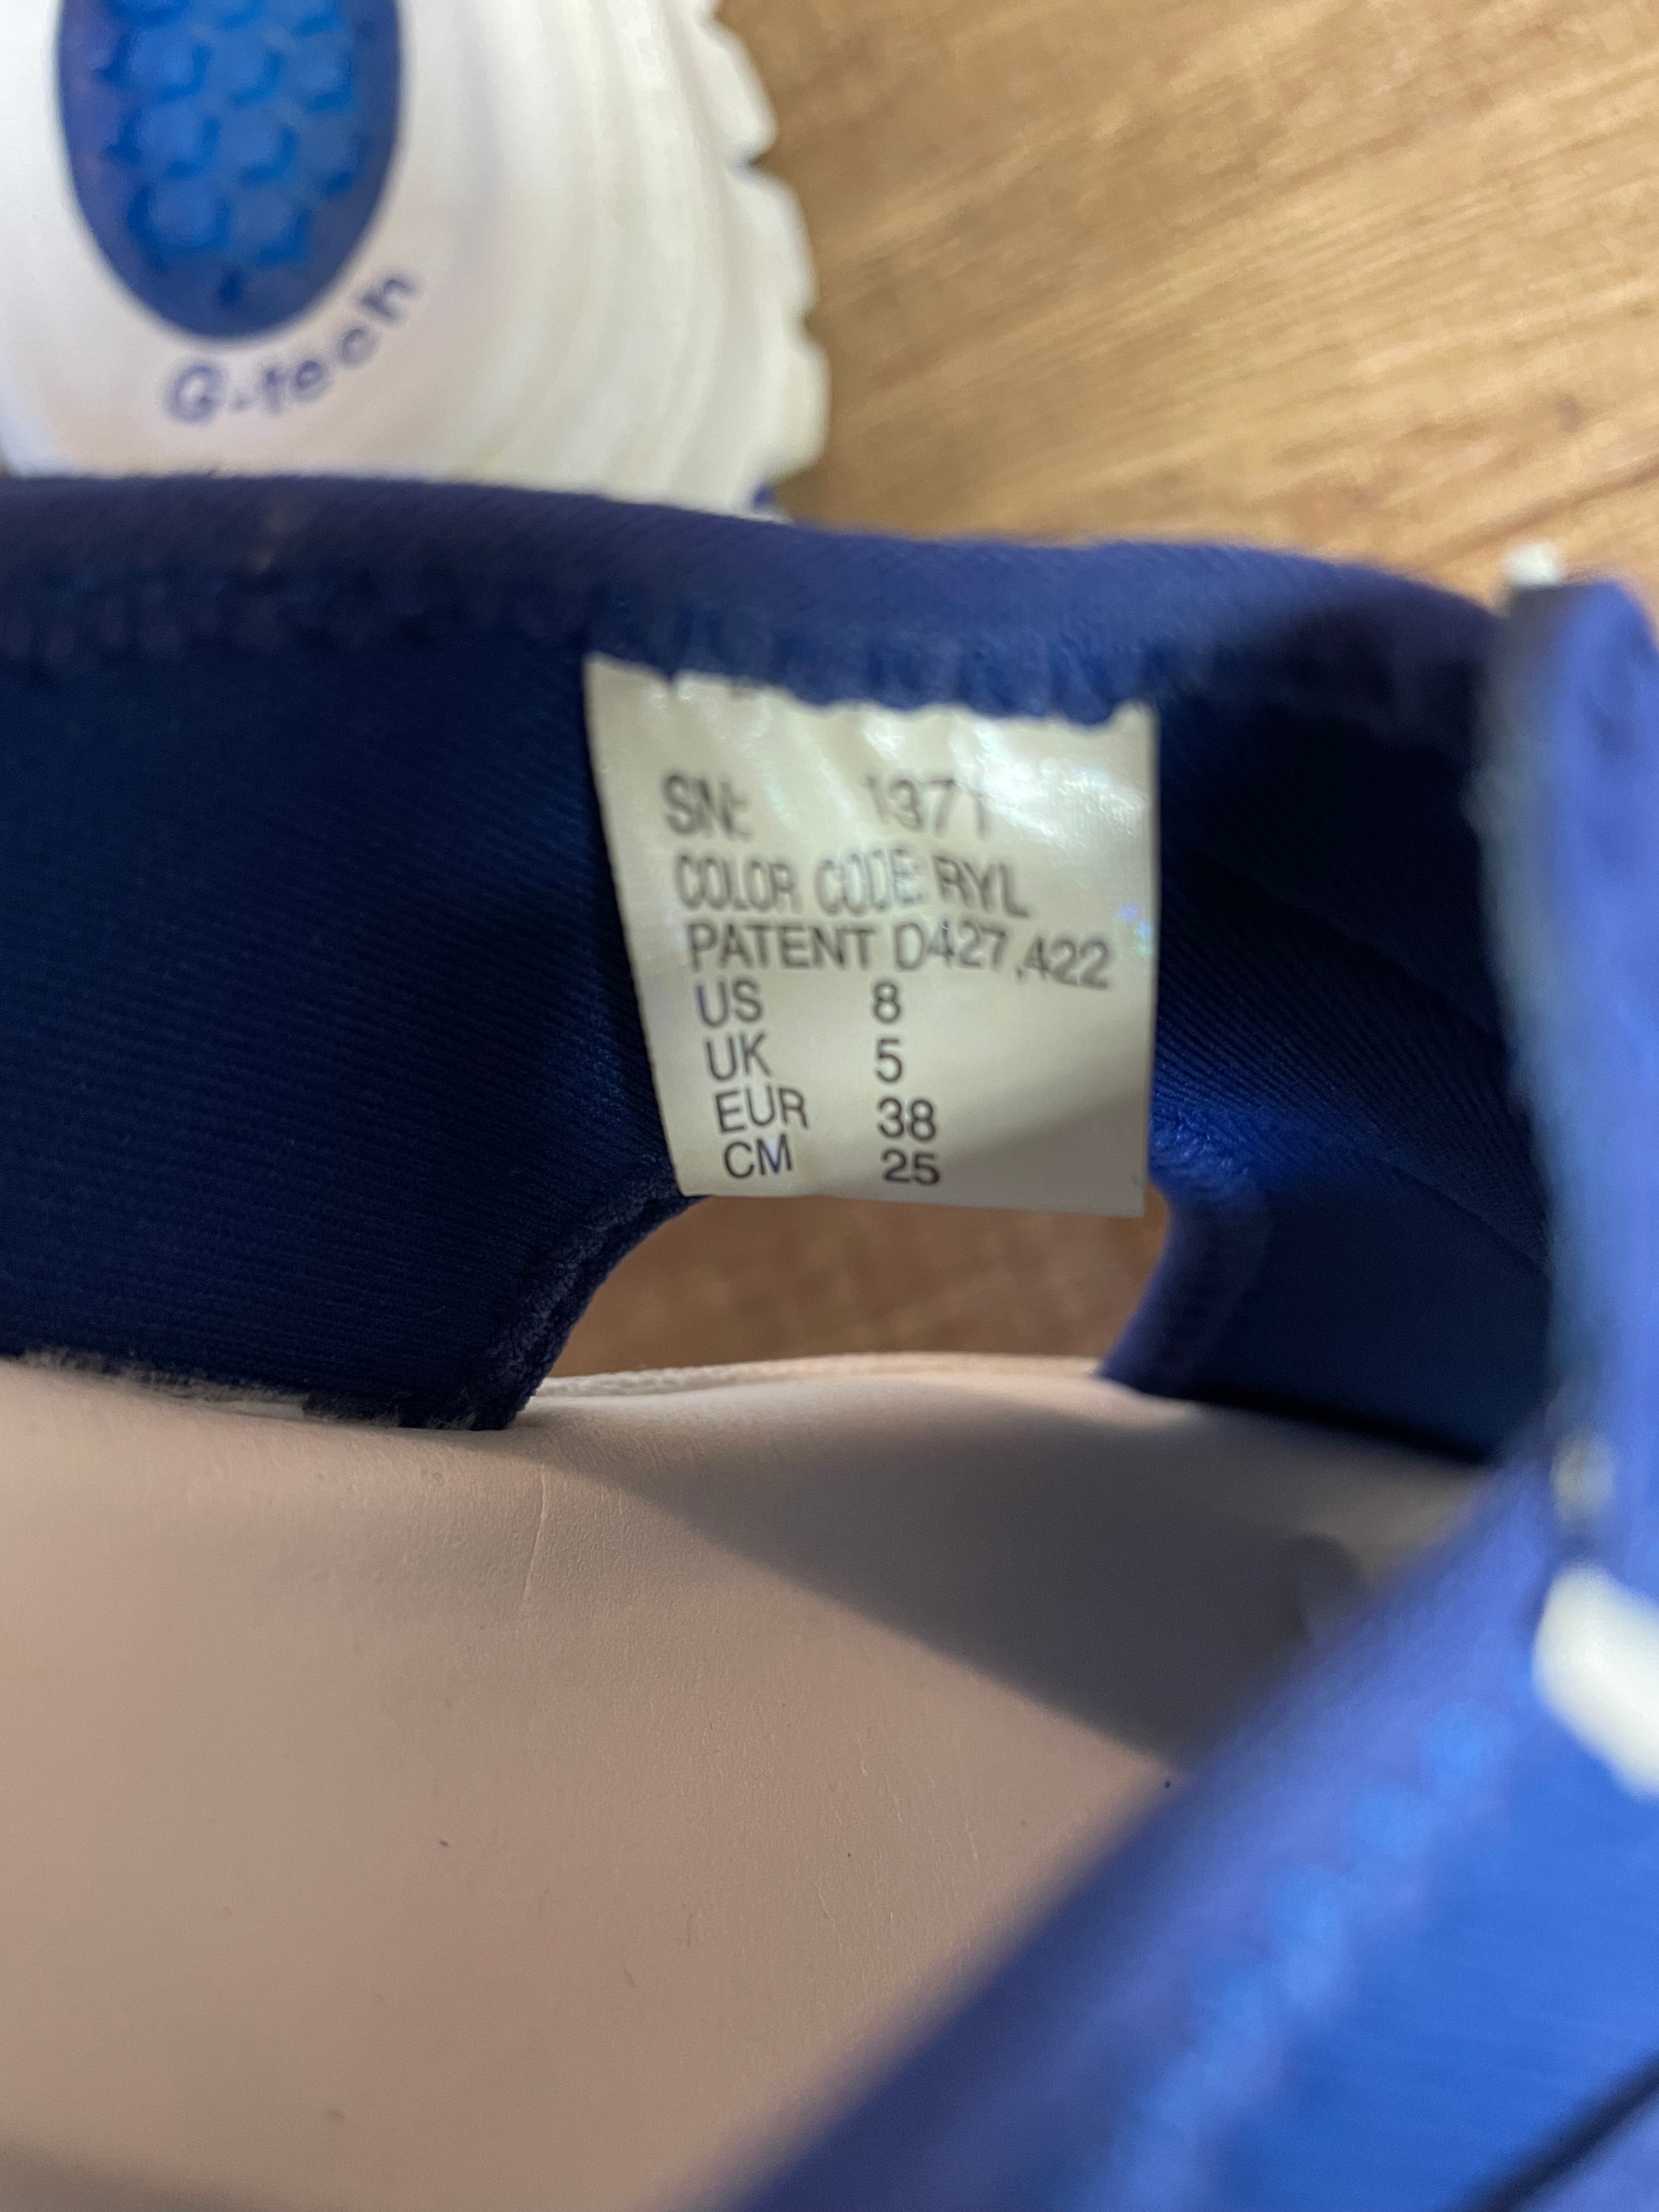 G-tech
SN: 1371
COLOR CODE: RYL
PATENT D427,422
US 8
UK 5
EUR 38
CM 25